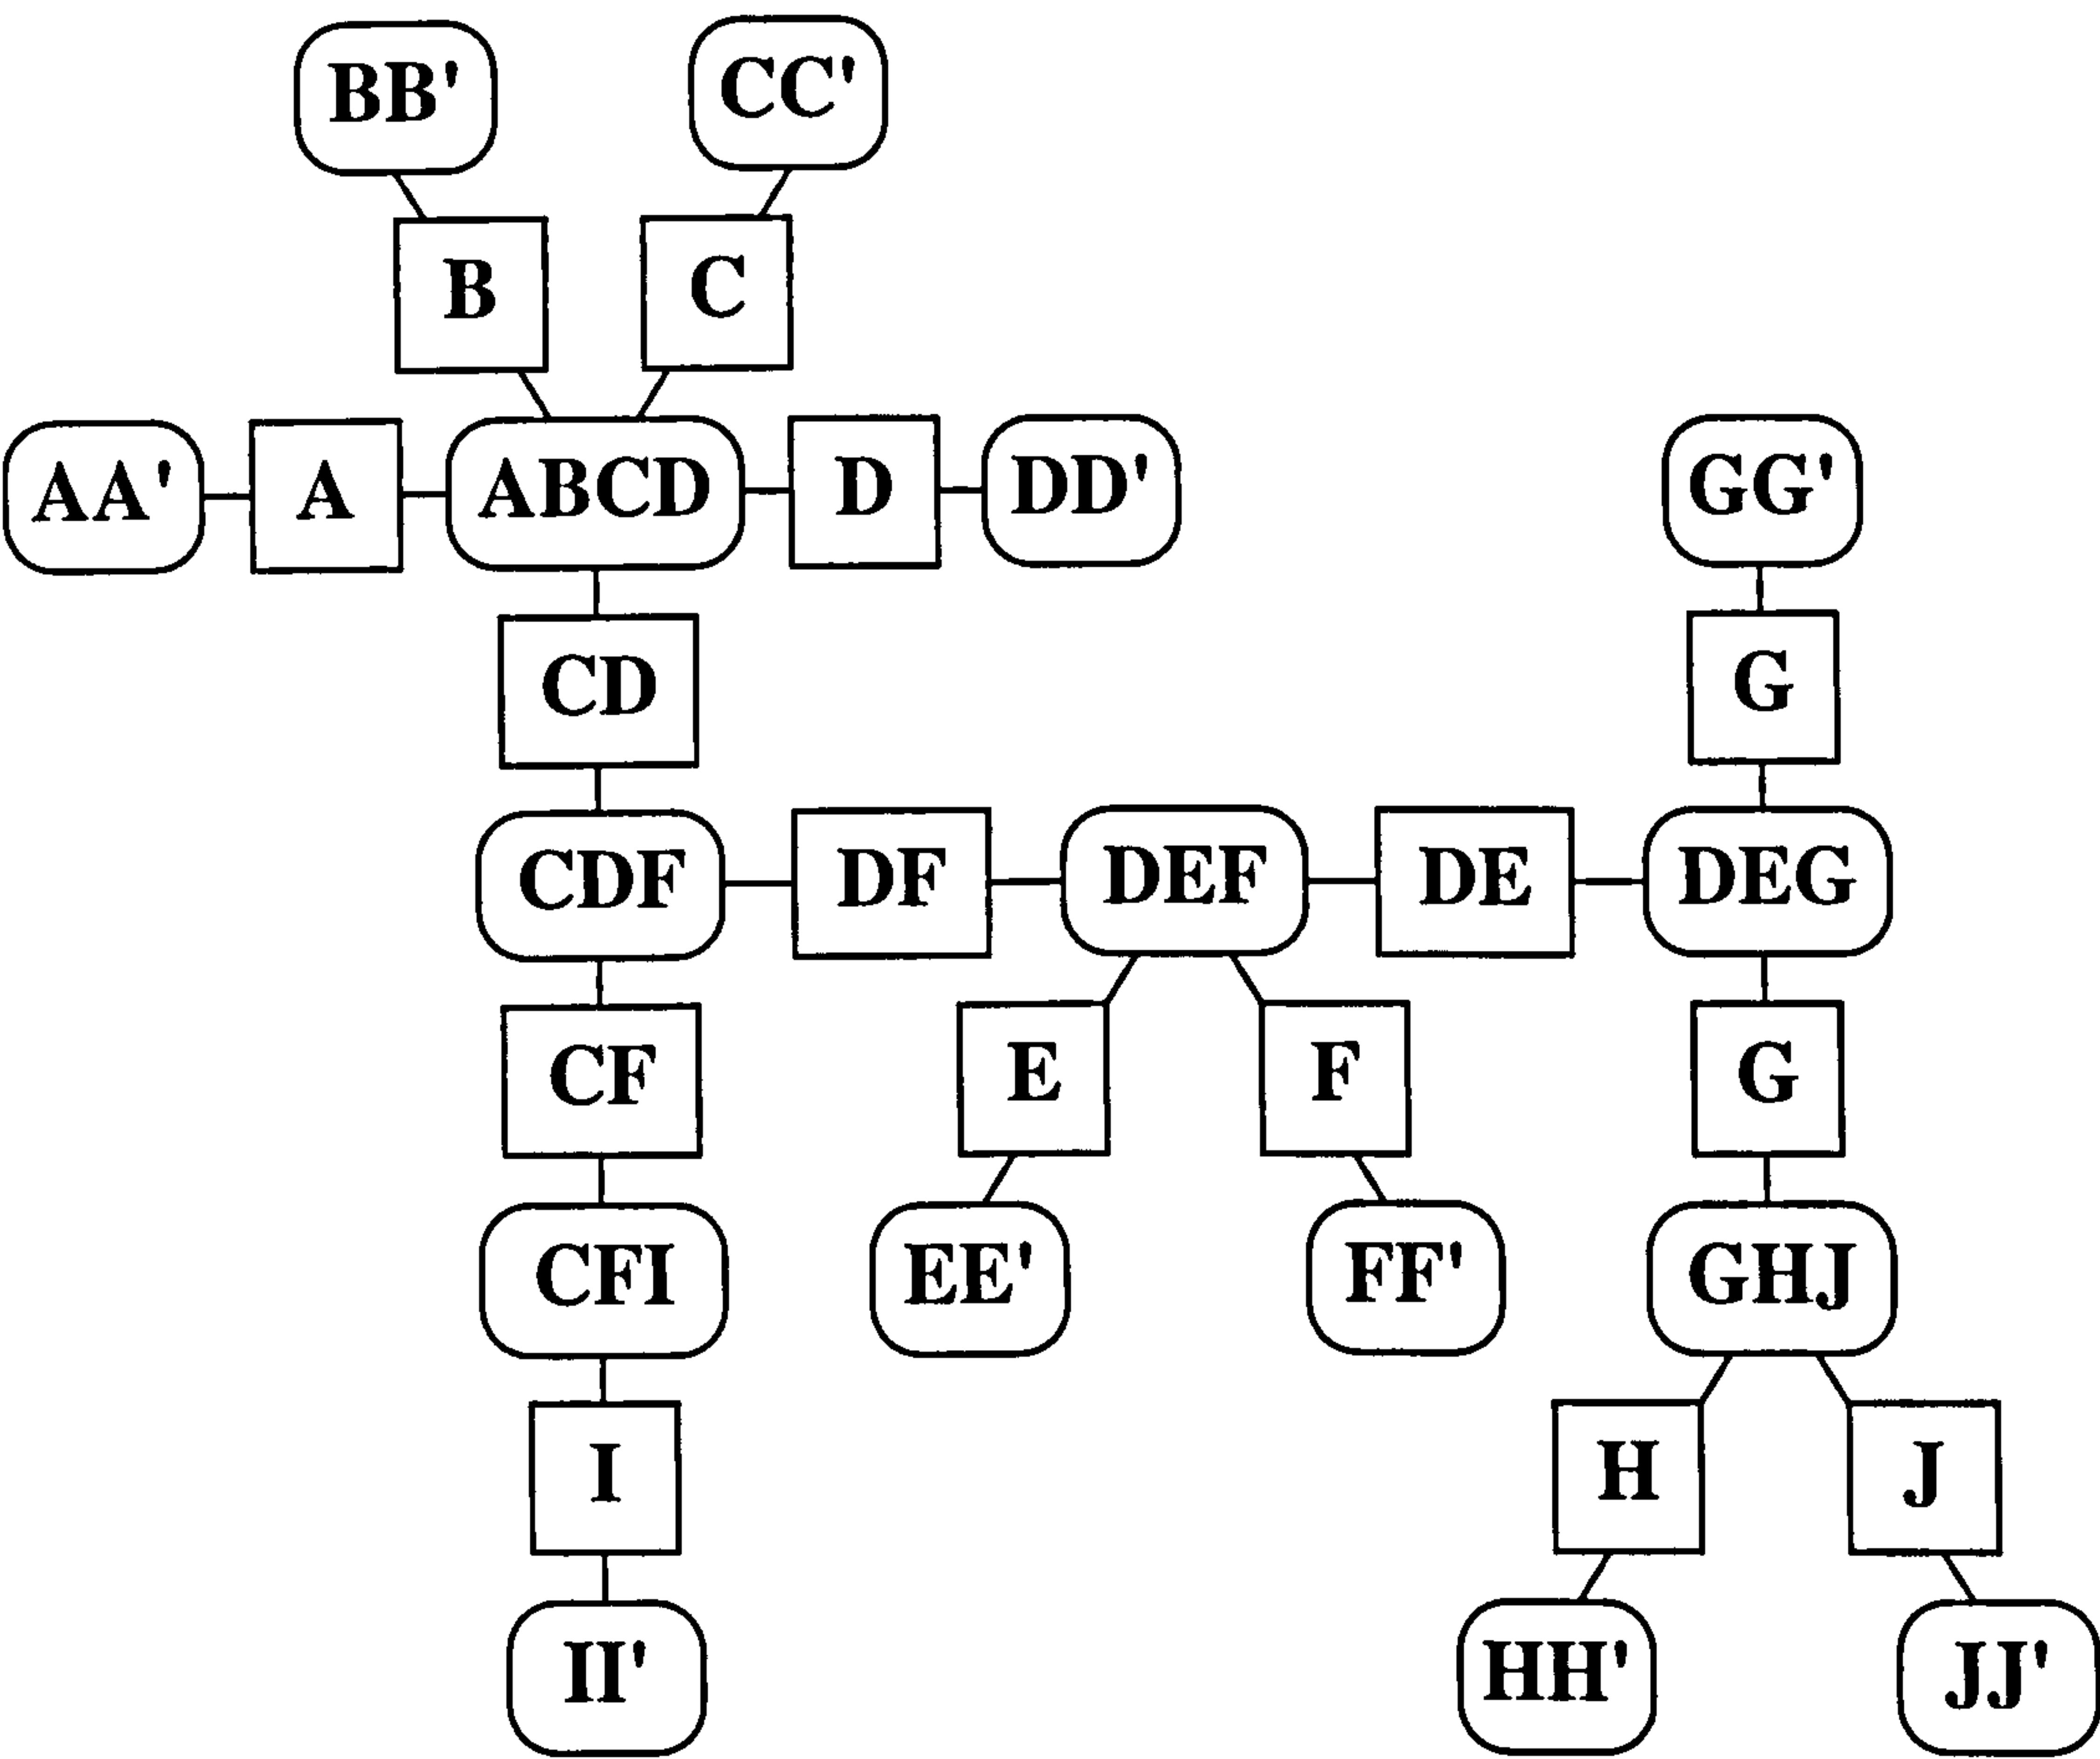 BB' CC'
B C
AA' A ABCD D DD' GG'
CD G
CDF DF DEF DE DEG
CF E F G
CFI EE' FF' GHJ
I H J
II' HH' JJ'